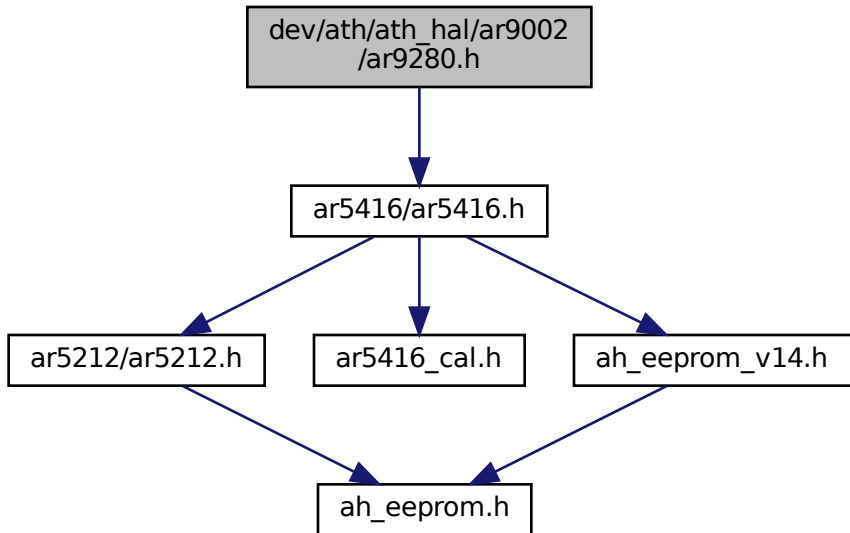 dev/ath/ath_hal/ar9002
/ar9280.h
ar5416/ar5416.h
ar5212/ar5212.h
ar5416_cal.h
ah_eeprom_v14.h
ah_eeprom.h